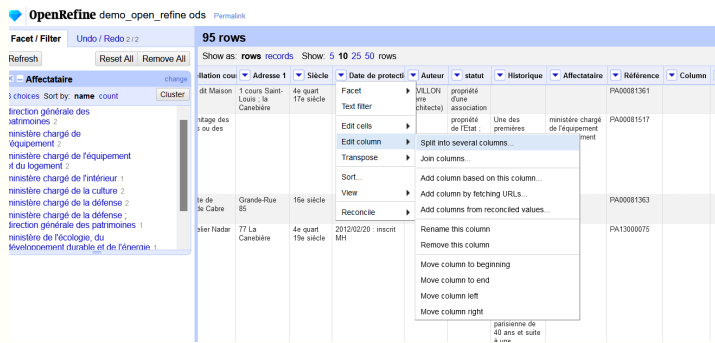 OpenRefine demo_open_refine ods Permalink
Facet / Filter Undo / Redo 2 / 2
95 rows
Refresh Reset All Remove All
Show as: rows records Show: 5 10 25 50 rows
Affectataire change
choices Sort by: name count Cluster
direction générale des
patrimoines 2
ministère chargé de
l'équipement 2
ministère chargé de l'équipement
et du logement 2
ministère chargé de l'intérieur 1
ministère chargé de la culture 2
ministère chargé de la défense 2
ministère chargé de la défense ;
direction générale des patrimoines 1
ministère de l'écologie, du
développement durable et de l'énergie 1
Adresse 1 Siècle Date de protecti Auteur statut Historique Affectataire Référence Column
dit Maison
1 cours Saint-
Louis ; la
Canebière
4e quart
17e siècle
propriété
d'une
association
PA00081361
ou des
propriété
de l'Etat ;
Une des
premières
ministère chargé
de l'équipement
PA00081517
de Cabre
Grande-Rue
85
16e siècle
PA00081363
elier Nadar
77 La
Canebière
4e quart
19e siècle
2012/02/20 : inscrit
MH
PA13000075
parisienne de
40 ans et suite
à une
Facet
Text filter
Edit cells
Edit column
Transpose
Sort...
View
Reconcile
Split into several columns...
Join columns...
Add column based on this column...
Add column by fetching URLs...
Add columns from reconciled values...
Rename this column
Remove this column
Move column to beginning
Move column to end
Move column left
Move column right